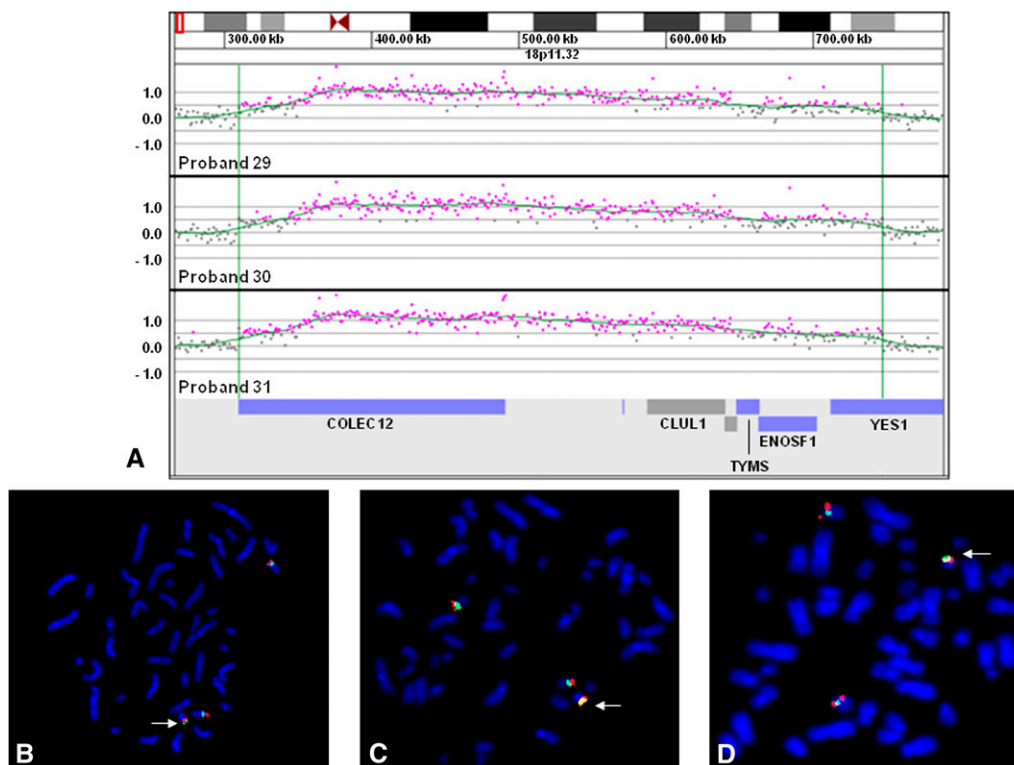 300.00 kb 400.00 kb 500.00 kb 600.00 kb 700.00 kb
18p11.32
1.0
0.0
- 1.0
Proband 29
1.0
0.0
- 1.0
Proband 30
1.0
0.0
- 1.0
Proband 31
COLEC12 CLUL1 ENOSF1 YES1
TYMS
A
B C D